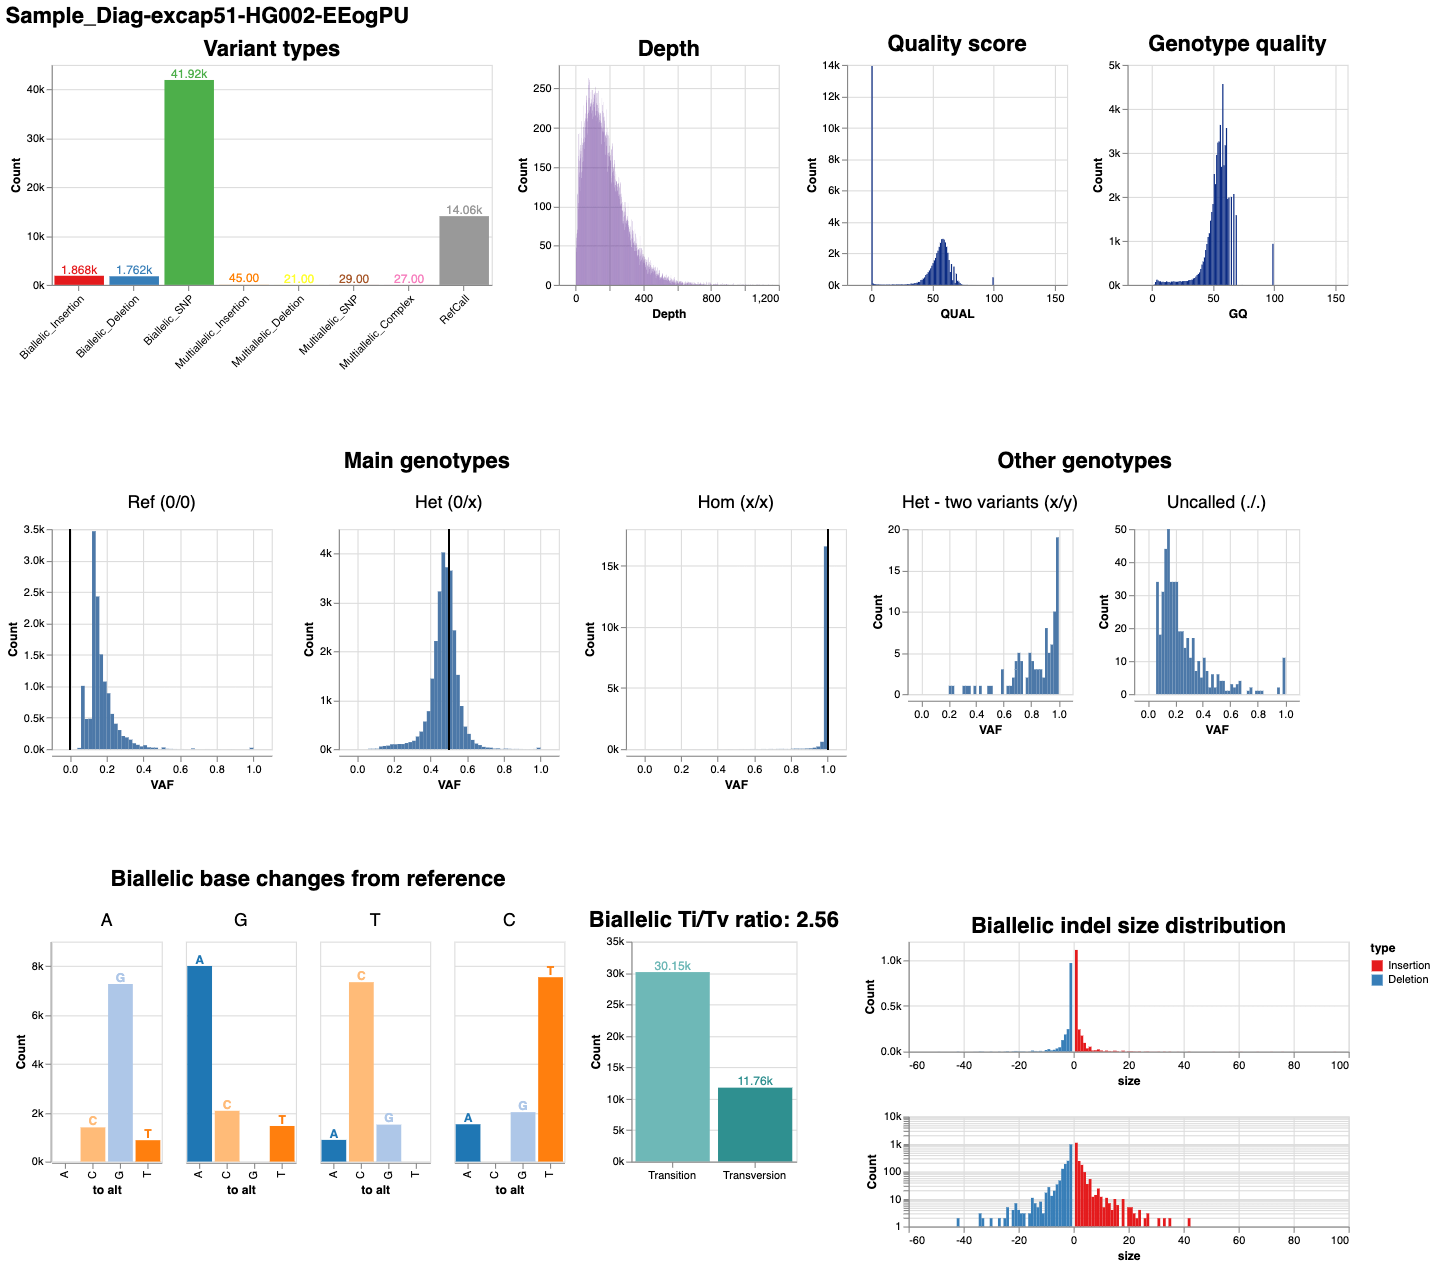 Sample_Diag-excap51-HG002-EEogPU
Variant types
Depth
Quality score
Genotype quality
Count
40k
30k
20k
10k
0k
1.868k
1.762k
41.92k
45.00
21.00
29.00
27.00
14.06k
Biallelic_Insertion
Biallelic_Deletion
Biallelic_SNP
Multiallelic_Insertion
Multiallelic_Deletion
Multiallelic_SNP
Multiallelic_Complex
RefCall
Count
250
200
150
100
50
0
0 400 800 1,200
Depth
Count
14k
12k
10k
8k
6k
4k
2k
0k
0 50 100 150
QUAL
Count
5k
4k
3k
2k
1k
0k
0 50 100 150
GQ
Main genotypes
Other genotypes
Ref (0/0)
Count
3.5k
3.0k
2.5k
2.0k
1.5k
1.0k
0.5k
0.0k
0.0 0.2 0.4 0.6 0.8 1.0
VAF
Het (0/x)
Count
4k
3k
2k
1k
0k
0.0 0.2 0.4 0.6 0.8 1.0
VAF
Hom (x/x)
Count
15k
10k
5k
0k
0.0 0.2 0.4 0.6 0.8 1.0
VAF
Het - two variants (x/y)
Count
20
15
10
5
0
0.0 0.2 0.4 0.6 0.8 1.0
VAF
Uncalled (./.)
Count
50
40
30
20
10
0
0.0 0.2 0.4 0.6 0.8 1.0
VAF
Biallelic base changes from reference
A
G
T
C
Count
8k
6k
4k
2k
0k
C
G
T
A C G T
to alt
A
C
T
A C G T
to alt
A
C
G
A C G T
to alt
A
G
T
A C G T
to alt
Biallelic Ti/Tv ratio: 2.56
Count
35k
30k
25k
20k
15k
10k
5k
0k
30.15k
11.76k
Transition
Transversion
Biallelic indel size distribution
Count
1.0k
0.5k
0.0k
-60 -40 -20 0 20 40 60 80 100
size
type
Insertion
Deletion
Count
10k
1k
100
10
1
-60 -40 -20 0 20 40 60 80 100
size